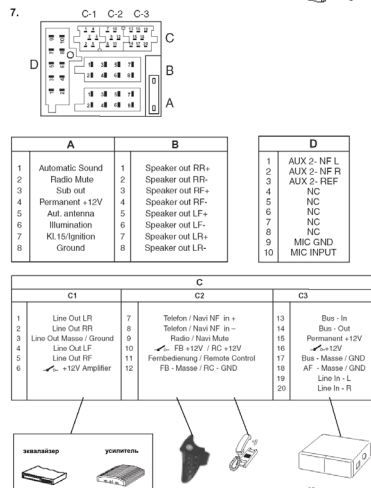 7.
C-1 C-2 C-3
C
D
B
A
A B
1 Automatic Sound 1 Speaker out RR+
2 Radio Mute 2 Speaker out RR-
3 Sub out 3 Speaker out RF+
4 Permanent +12V 4 Speaker out RF-
5 Aut. antenna 5 Speaker out LF+
6 Illumination 6 Speaker out LF-
7 Kl.15/Ignition 7 Speaker out LR+
8 Ground 8 Speaker out LR-
D
1 AUX 2- NF L
2 AUX 2- NF R
3 AUX 2- REF
4 NC
5 NC
6 NC
7 NC
8 NC
9 MIC GND
10 MIC INPUT
C
C1 C2 C3
1 Line Out LR 7 Telefon / Navi NF in + 13 Bus - In
2 Line Out RR 8 Telefon / Navi NF in – 14 Bus - Out
3 Line Out Masse / Ground 9 Radio / Navi Mute 15 Permanent +12V
4 Line Out LF 10 FB +12V / RC +12V 16 +12V
5 Line Out RF 11 Fernbedienung / Remote Control 17 Bus - Masse / GND
6 +12V Amplifier 12 FB - Masse / RC - GND 18 AF - Masse / GND
19 Line In - L
20 Line In - R
эквалайзер усилитель